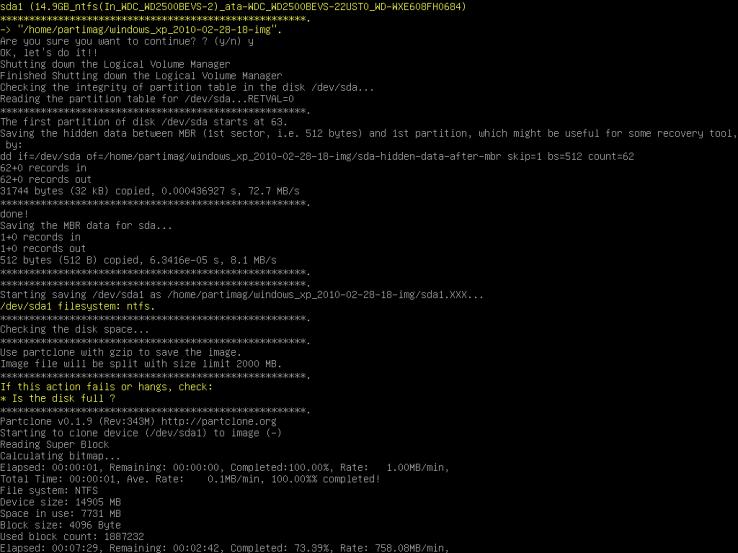 sda1 (14.9GB_ntfs(In_WDC_WD2500BEVS-2)_ata-WDC_WD2500BEVS-22UST0_WD-WXE608FH0684)
*****************************************************.
-> "/home/partimag/windows_xp_2010-02-28-18-img".
Are you sure you want to continue? ? (y/n) y
OK, let's do it!!
Shutting down the Logical Volume Manager
Finished Shutting down the Logical Volume Manager
Checking the integrity of partition table in the disk /dev/sda...
Reading the partition table for /dev/sda...RETVAL=0
*****************************************************.
The first partition of disk /dev/sda starts at 63.
Saving the hidden data between MBR (1st sector, i.e. 512 bytes) and 1st partition, which might be useful for some recovery tool,
by:
dd if=/dev/sda of=/home/partimag/windows_xp_2010-02-28-18-img/sda-hidden-data-after-mbr skip=1 bs=512 count=62
62+0 records in
62+0 records out
31744 bytes (32 kB) copied, 0.000436927 s, 72.7 MB/s
*****************************************************.
done!
Saving the MBR data for sda...
1+0 records in
1+0 records out
512 bytes (512 B) copied, 6.3416e-05 s, 8.1 MB/s
*****************************************************.
*****************************************************.
Starting saving /dev/sda1 as /home/partimag/windows_xp_2010-02-28-18-img/sda1.XXX...
/dev/sda1 filesystem: ntfs.
*****************************************************.
Checking the disk space...
*****************************************************.
Use partclone with gzip to save the image.
Image file will be split with size limit 2000 MB.
*****************************************************.
If this action fails or hangs, check:
* Is the disk full ?
*****************************************************.
Partclone v0.1.9 (Rev:343M) http://partclone.org
Starting to clone device (/dev/sda1) to image (-)
Reading Super Block
Calculating bitmap...
Elapsed: 00:00:01, Remaining: 00:00:00, Completed:100.00%, Rate:   1.00MB/min,
Total Time: 00:00:01, Ave. Rate:    0.1MB/min, 100.00%% completed!
File system: NTFS
Device size: 14905 MB
Space in use: 7731 MB
Block size: 4096 Byte
Used block count: 1887232
Elapsed: 00:07:29, Remaining: 00:02:42, Completed: 73.39%, Rate: 758.08MB/min,